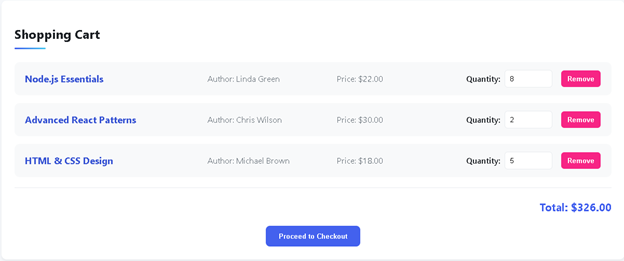 Shopping Cart
Node.js Essentials Author: Linda Green Price: $22.00 Quantity: 8 Remove
Advanced React Patterns Author: Chris Wilson Price: $30.00 Quantity: 2 Remove
HTML & CSS Design Author: Michael Brown Price: $18.00 Quantity: 5 Remove
Total: $326.00
Proceed to Checkout